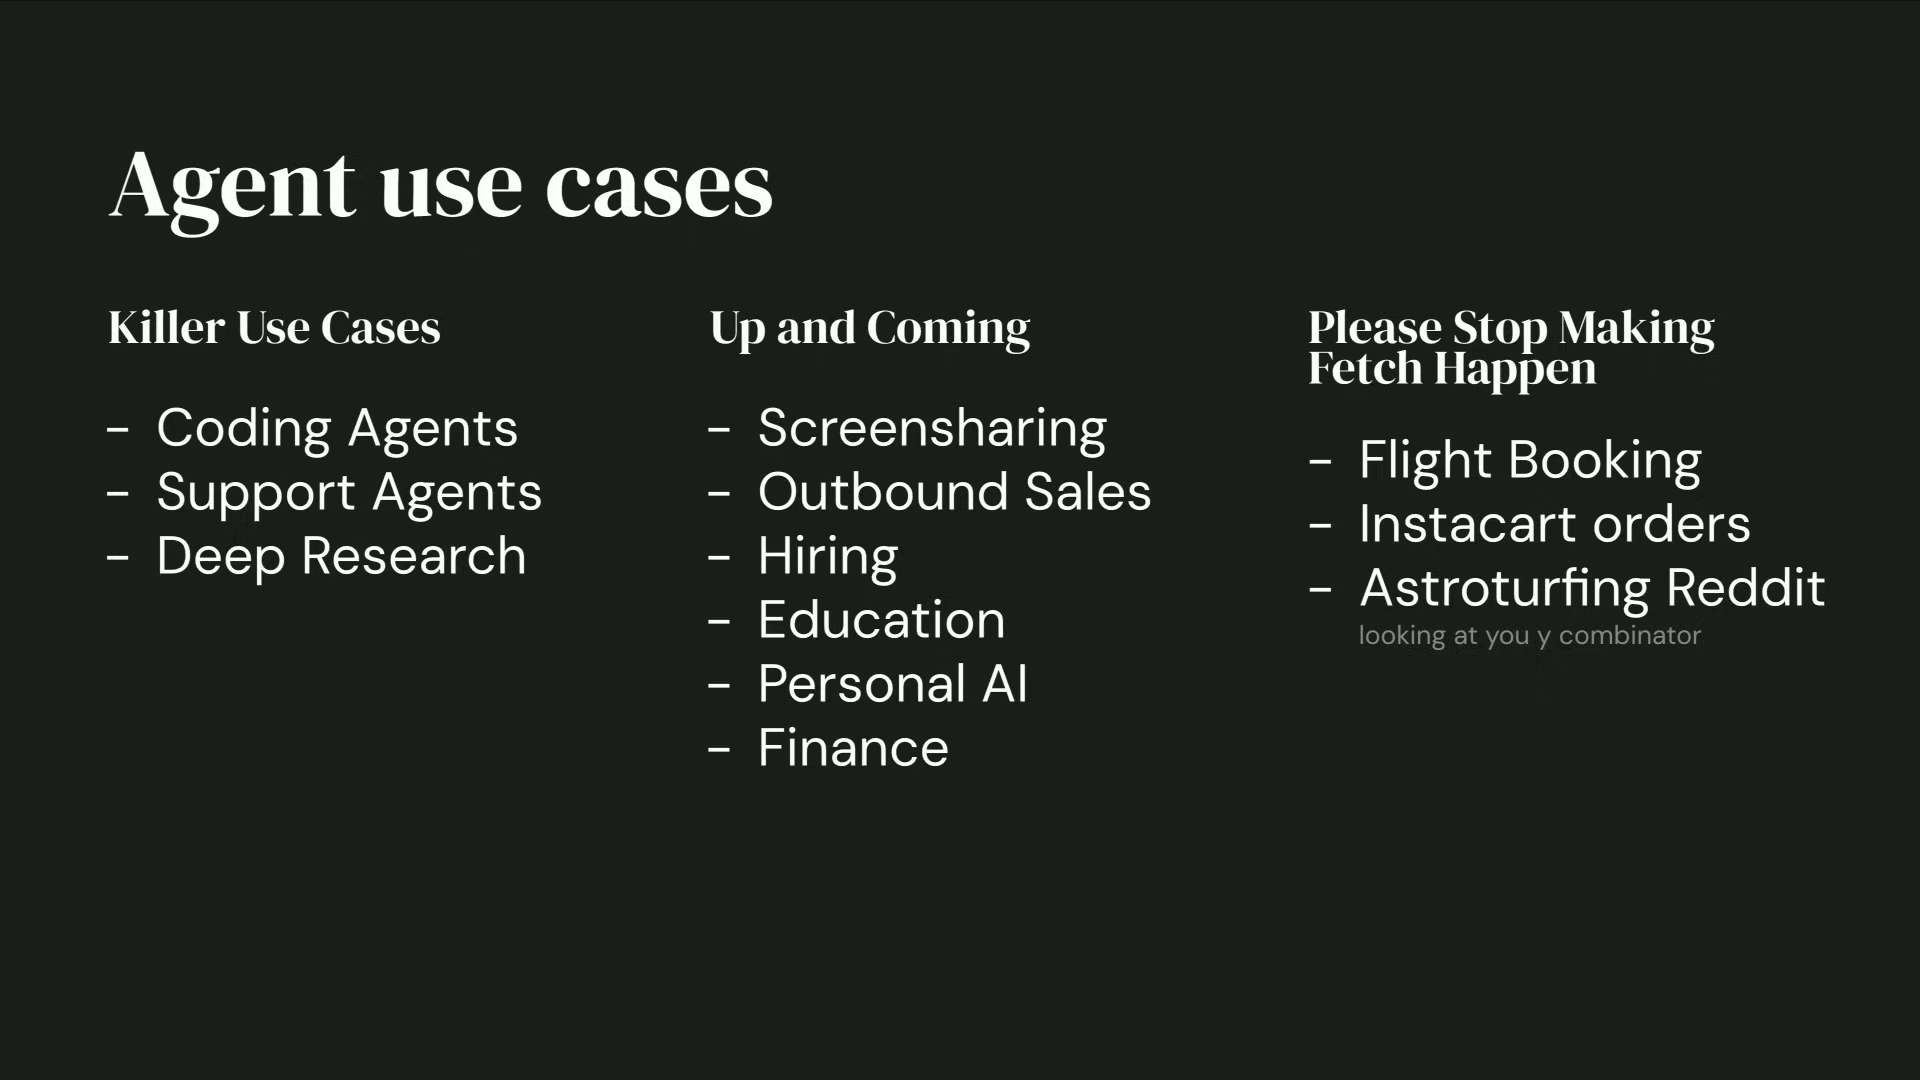 Agent use cases
Killer Use Cases
- Coding Agents
- Support Agents
- Deep Research
Up and Coming
- Screensharing
- Outbound Sales
- Hiring
- Education
- Personal AI
- Finance
Please Stop Making
Fetch Happen
- Flight Booking
- Instacart orders
- Astroturfing Reddit
looking at you y combinator